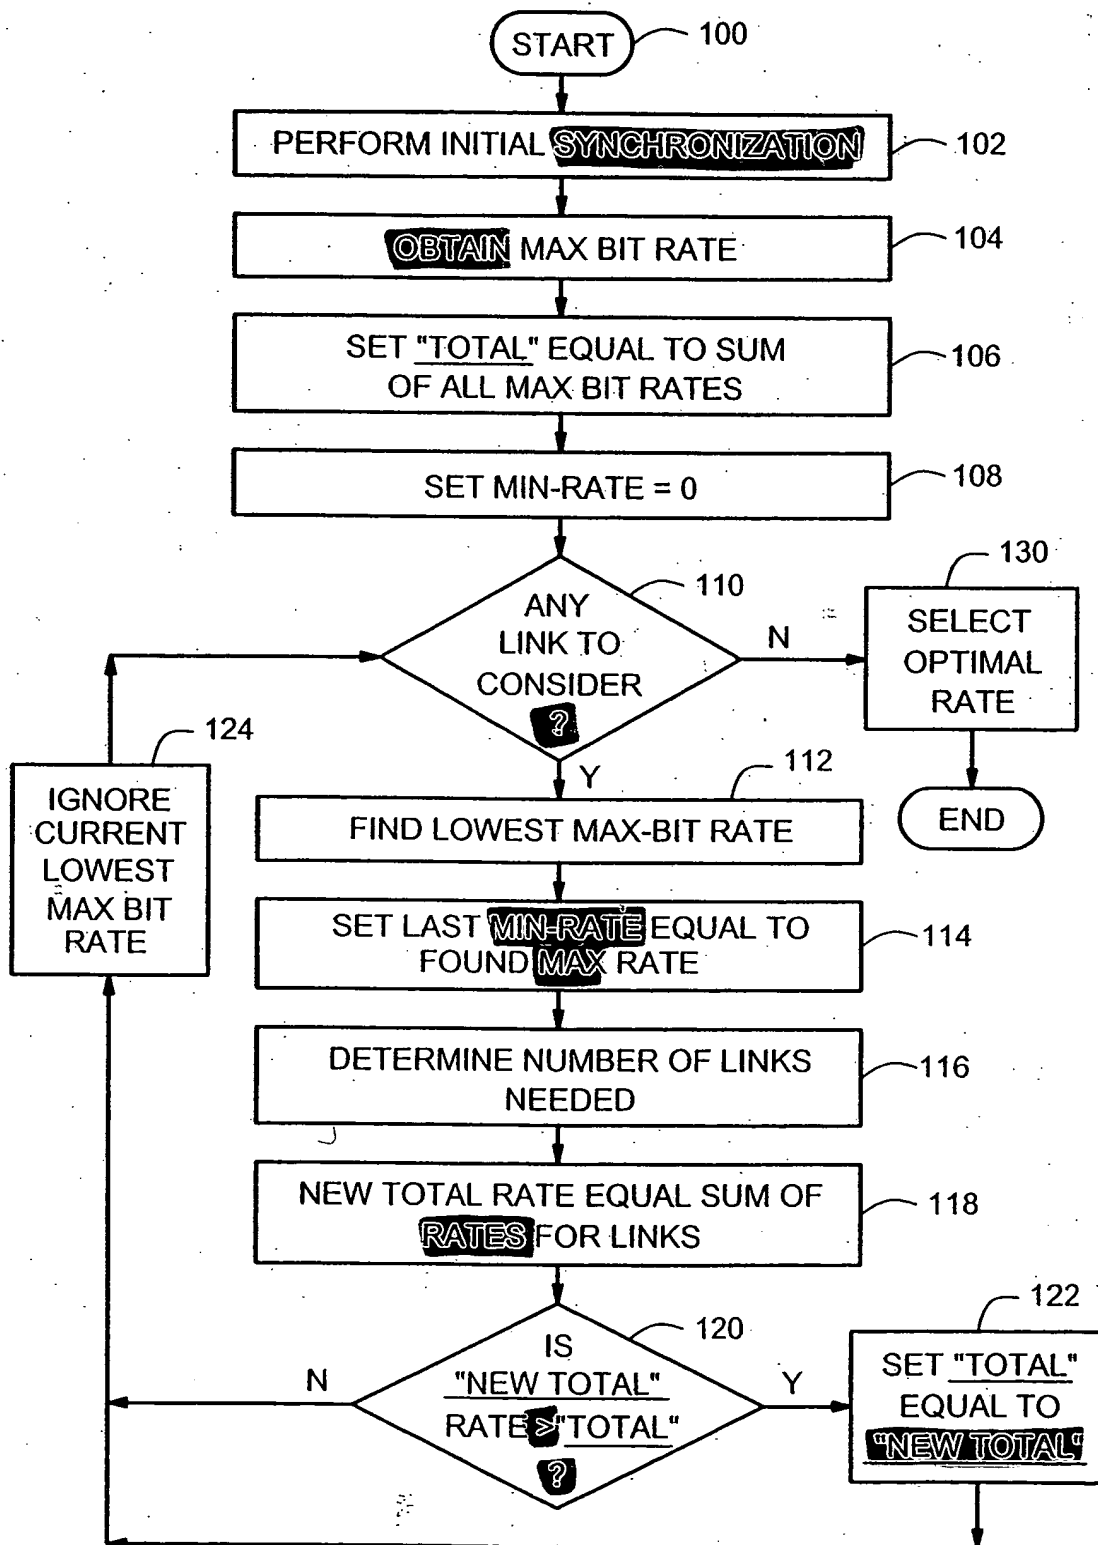 START
100
PERFORM INITIAL SYNCHRONIZATION
102
OBTAIN MAX BIT RATE
104
SET "TOTAL" EQUAL TO SUM
OF ALL MAX BIT RATES
106
SET MIN-RATE = 0
108
ANY
LINK TO
CONSIDER
?
110
N
130
SELECT
OPTIMAL
RATE
END
Y
124
IGNORE
CURRENT
LOWEST
MAX BIT
RATE
112
FIND LOWEST MAX-BIT RATE
SET LAST MIN-RATE EQUAL TO
FOUND MAX RATE
114
DETERMINE NUMBER OF LINKS
NEEDED
116
NEW TOTAL RATE EQUAL SUM OF
RATES FOR LINKS
118
IS
"NEW TOTAL"
RATE > "TOTAL"
?
120
N
Y
122
SET "TOTAL"
EQUAL TO
"NEW TOTAL"